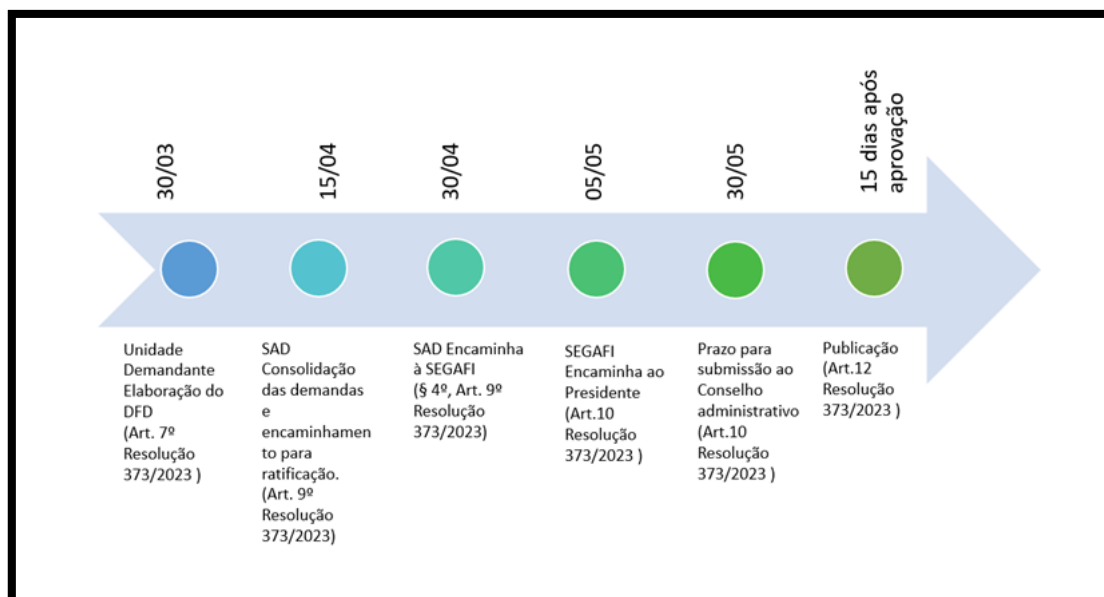 30/03
15/04
30/04
05/05
30/05
15 dias após
aprovação
Unidade
Demandante
Elaboração do
DFD
(Art. 7º
Resolução
373/2023 )
SAD
Consolidação
das demandas
e
encaminhamen
to para
ratificação.
(Art. 9º
Resolução
373/2023)
SAD Encaminha
à SEGAFI
(§ 4º, Art. 9º
Resolução
373/2023)
SEGAFI
Encaminha ao
Presidente
(Art.10
Resolução
373/2023 )
Prazo para
submissão ao
Conselho
administrativo
(Art.10
Resolução
373/2023 )
Publicação
(Art.12
Resolução
373/2023 )